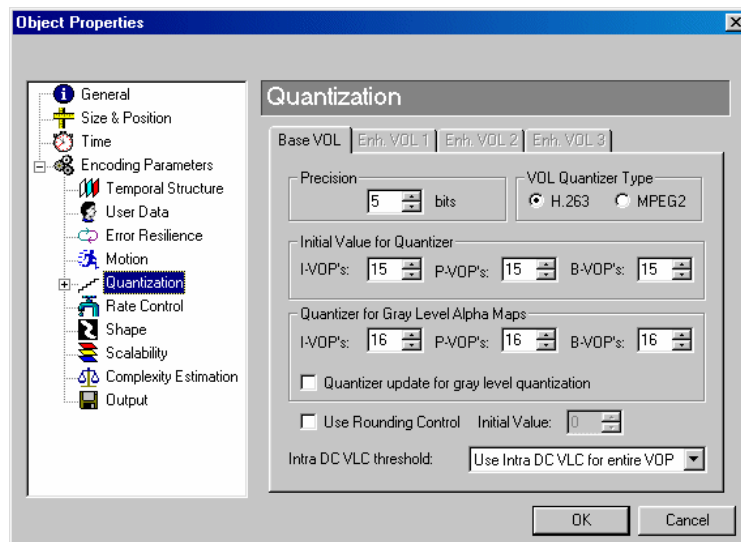 Object Properties
General
Size & Position
Time
Encoding Parameters
Temporal Structure
User Data
Error Resilience
Motion
Quantization
Rate Control
Shape
Scalability
Complexity Estimation
Output
Quantization
Base VOL Enh. VOL 1 Enh. VOL 2 Enh. VOL 3
Precision
5 bits
VOL Quantizer Type
H.263 MPEG2
Initial Value for Quantizer
I-VOP's: 15 P-VOP's: 15 B-VOP's: 15
Quantizer for Gray Level Alpha Maps
I-VOP's: 16 P-VOP's: 16 B-VOP's: 16
Quantizer update for gray level quantization
Use Rounding Control Initial Value: 0
Intra DC VLC threshold: Use Intra DC VLC for entire VOP
OK Cancel